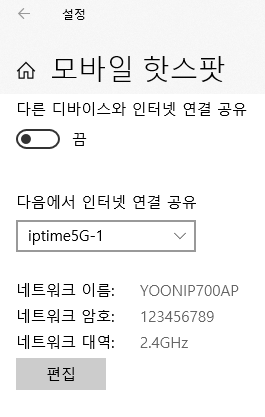 설정
모바일 핫스팟
다른 디바이스와 인터넷 연결 공유
끔
다음에서 인터넷 연결 공유
iptime5G-1
네트워크 이름: YOONIP700AP
네트워크 암호: 123456789
네트워크 대역: 2.4GHz
편집